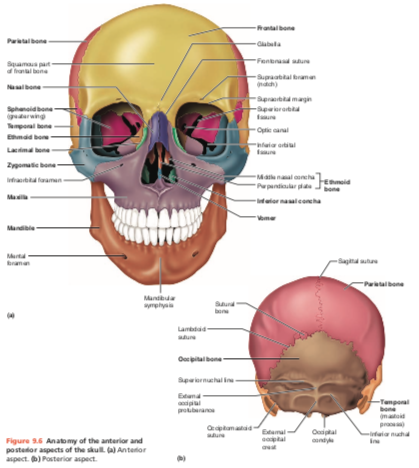 Parietal bone
Squamous part
of frontal bone
Nasal bone
Sphenoid bone
(greater wing)
Temporal bone
Ethmoid bone
Lacrimal bone
Zygomatic bone
Infraorbital foramen
Maxilla
Mandible
Mental
foramen
Mandibular
symphysis
Frontal bone
Glabella
Frontonasal suture
Supraorbital foramen
(notch)
Supraorbital margin
Superior orbital
fissure
Optic canal
Inferior orbital
fissure
Middle nasal concha
Perpendicular plate
Ethmoid
bone
Inferior nasal concha
Vomer
(a)
Sagittal suture
Parietal bone
Sutural
bone
Lambdoid
suture
Occipital bone
Superior nuchal line
External
occipital
protuberance
Occipitomastoid
suture
External
occipital
crest
Occipital
condyle
Inferior nuchal
line
Temporal
bone
(mastoid
process)
(b)
Figure 9.6 Anatomy of the anterior and
posterior aspects of the skull. (a) Anterior
aspect. (b) Posterior aspect.